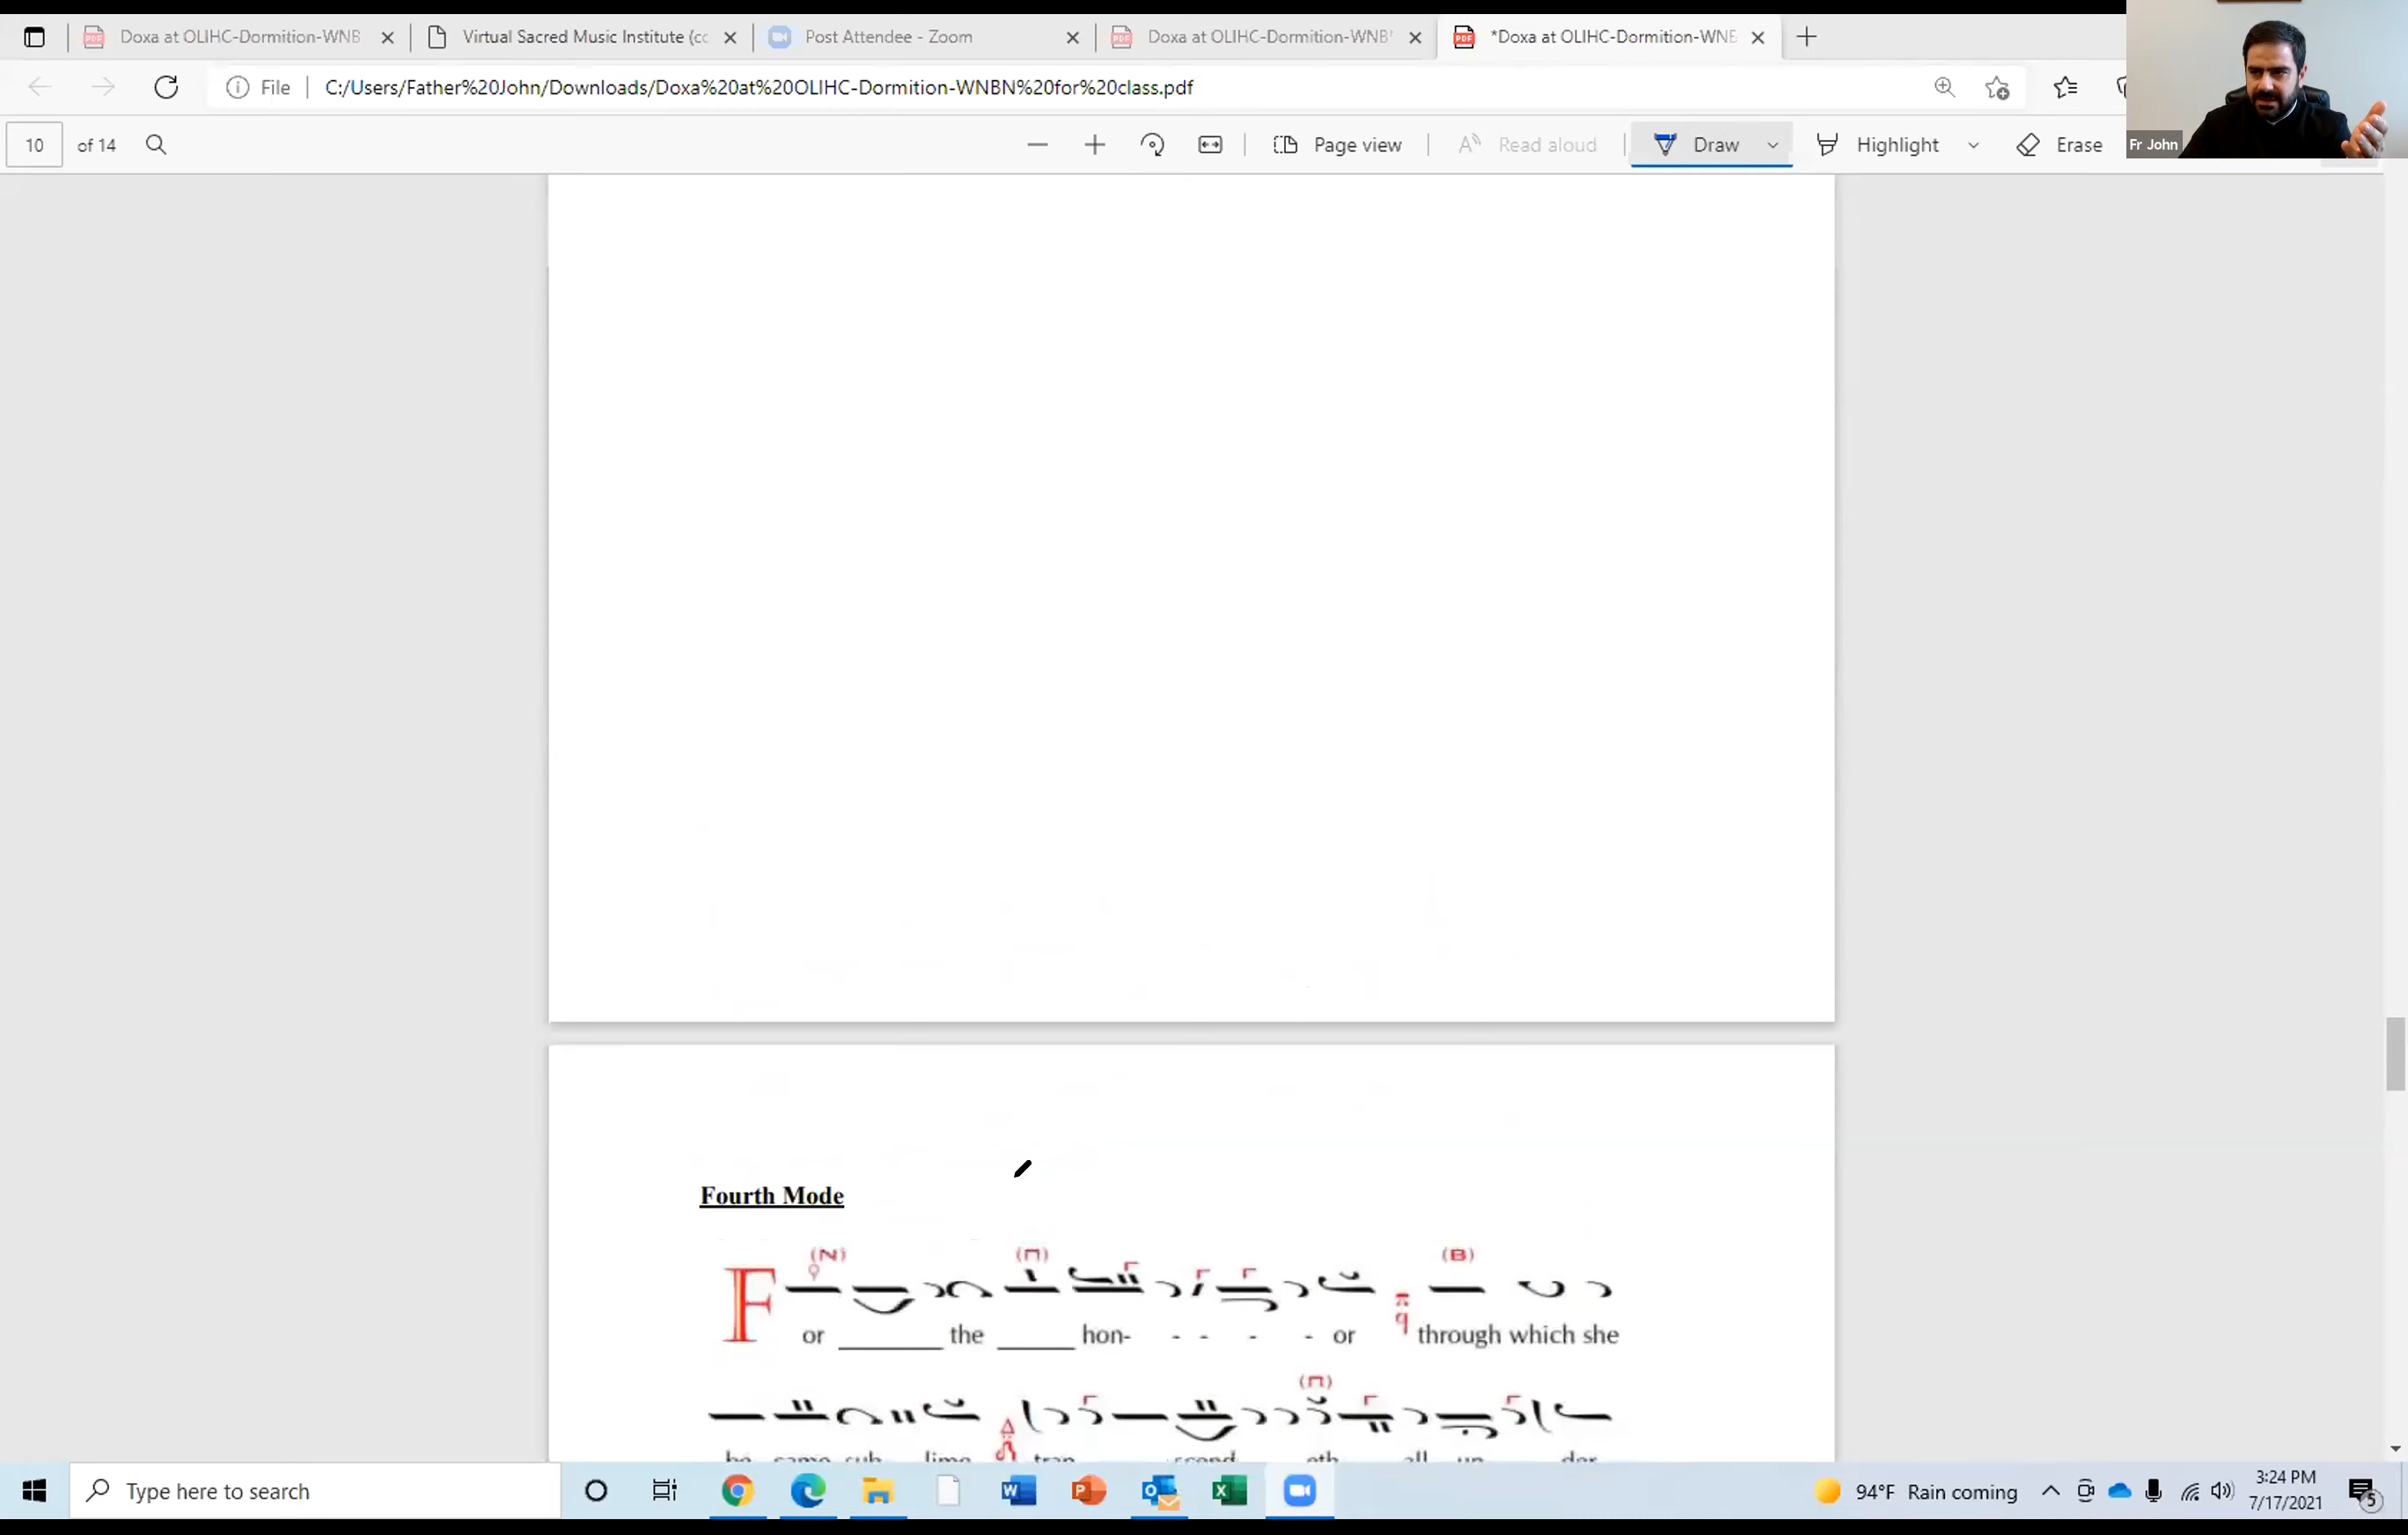 Doxa at OLIHC-Dormition-WNB
Virtual Sacred Music Institute (cc
Post Attendee - Zoom
Doxa at OLIHC-Dormition-WNB
*Doxa at OLIHC-Dormition-WNB
File
C:/Users/Father%20John/Downloads/Doxa%20at%20OLIHC-Dormition-WNBN%20for%20class.pdf
10 of 14
Page view
Read aloud
Draw
Highlight
Erase
Fr John
Fourth Mode
(N) (Π) Γ Γ Γ (B)
For the hon- - - - - or π q through which she
(Π) Γ Γ Γ
Δ
Type here to search
94°F Rain coming
3:24 PM
7/17/2021
5